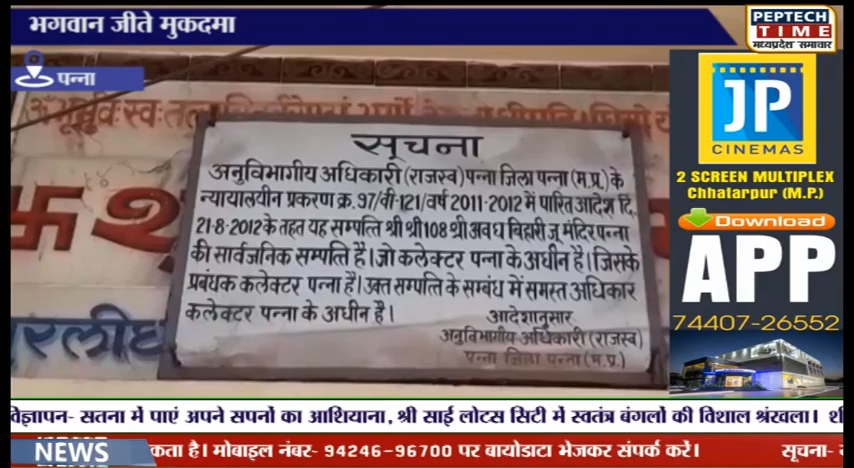 भगवान जीते मुकदमा
PEPTECH
TIME
मध्यप्रदेश समाचार
पन्ना
JP
CINEMAS
2 SCREEN MULTIPLEX
Chhatarpur (M.P.)
Download
APP
74407-26552
सूचना
अनुविभागीय अधिकारी (राजस्व) पन्ना जिला पन्ना (म.प्र.) के
न्यायालयीन प्रकरण क्र. 97/वी-121/वर्ष 2011-2012 में पारित आदेश दि.
21-8-2012 के तहत यह सम्पत्ति श्री श्री 108 श्री अवध बिहारी जू मंदिर पन्ना
की सार्वजनिक सम्पति है। जो कलेक्टर पन्ना के अधीन है। जिसके
प्रबंधक कलेक्टर पन्ना है। उक्त सम्पति के सम्बंध में समस्त अधिकार
कलेक्टर पन्ना के अधीन है।
आदेशानुसार
अनुविभागीय अधिकारी (राजस्व)
पन्ना जिला पन्ना (म.प्र.)
विज्ञापन- सतना में पाएं अपने सपनों का आशियाना, श्री साई लोटस सिटी में स्वतंत्र बंगलों की विशाल श्रंखला।
NEWS
कता है। मोबाइल नंबर- 94246-96700 पर बायोडाटा भेजकर संपर्क करें। सूचना-